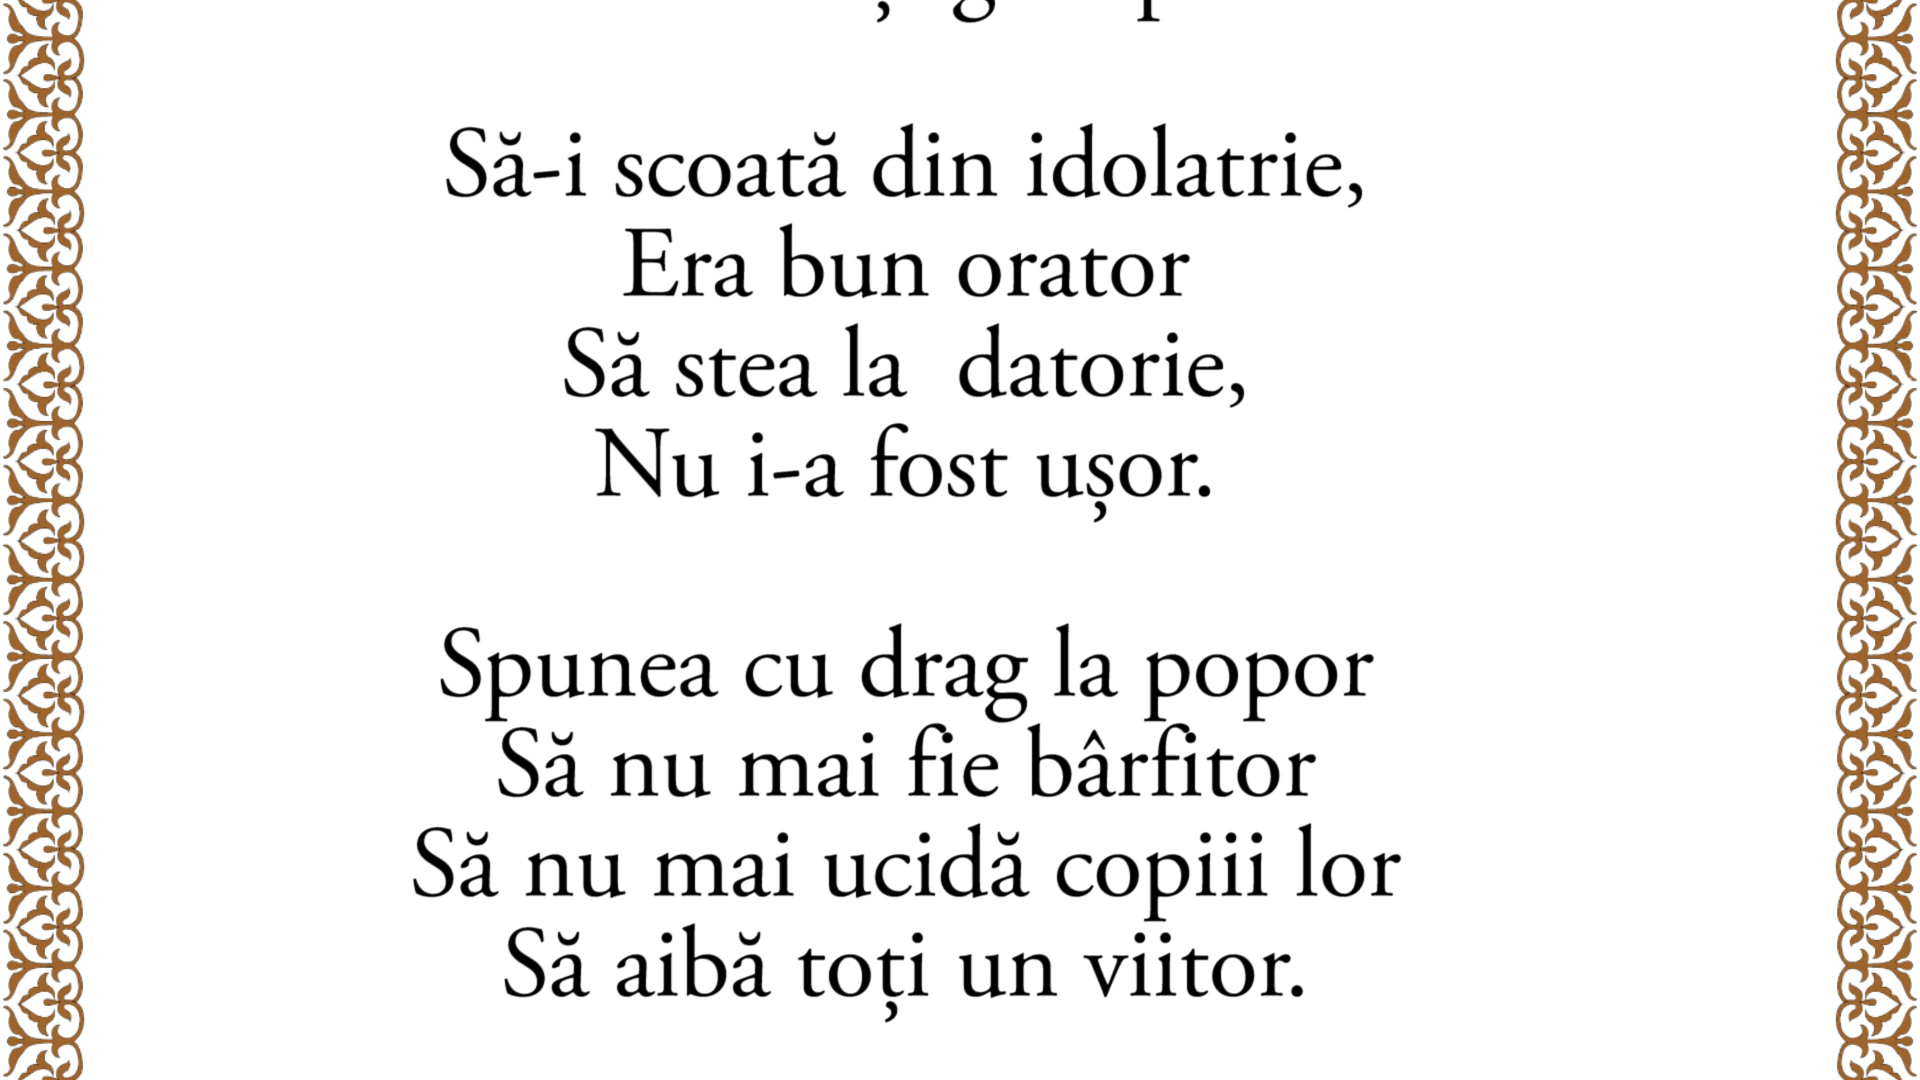 Să-i scoată din idolatrie,
Era bun orator
Să stea la  datorie,
Nu i-a fost ușor.
Spunea cu drag la popor
Să nu mai fie bârfitor
Să nu mai ucidă copiii lor
Să aibă toți un viitor.